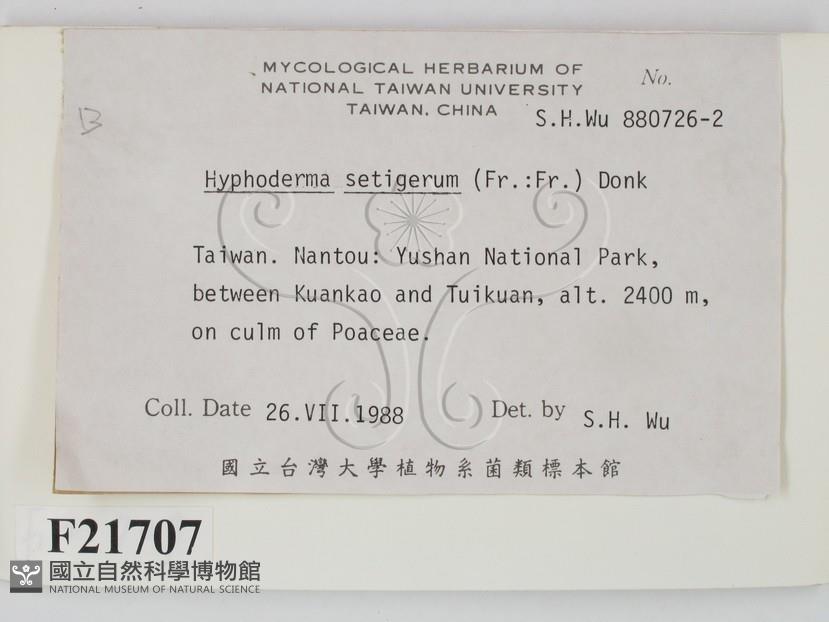 MYCOLOGICAL HERBARIUM OF
NATIONAL TAIWAN UNIVERSITY
TAIWAN, CHINA
No.
S.H.Wu 880726-2
B
Hyphoderma setigerum (Fr.:Fr.) Donk
Taiwan. Nantou: Yushan National Park,
between Kuankao and Tuikuan, alt. 2400 m,
on culm of Poaceae.
Coll. Date 26.VII.1988 Det. by S.H. Wu
國立台灣大學植物系菌類標本館
F21707
國立自然科學博物館
NATIONAL MUSEUM OF NATURAL SCIENCE